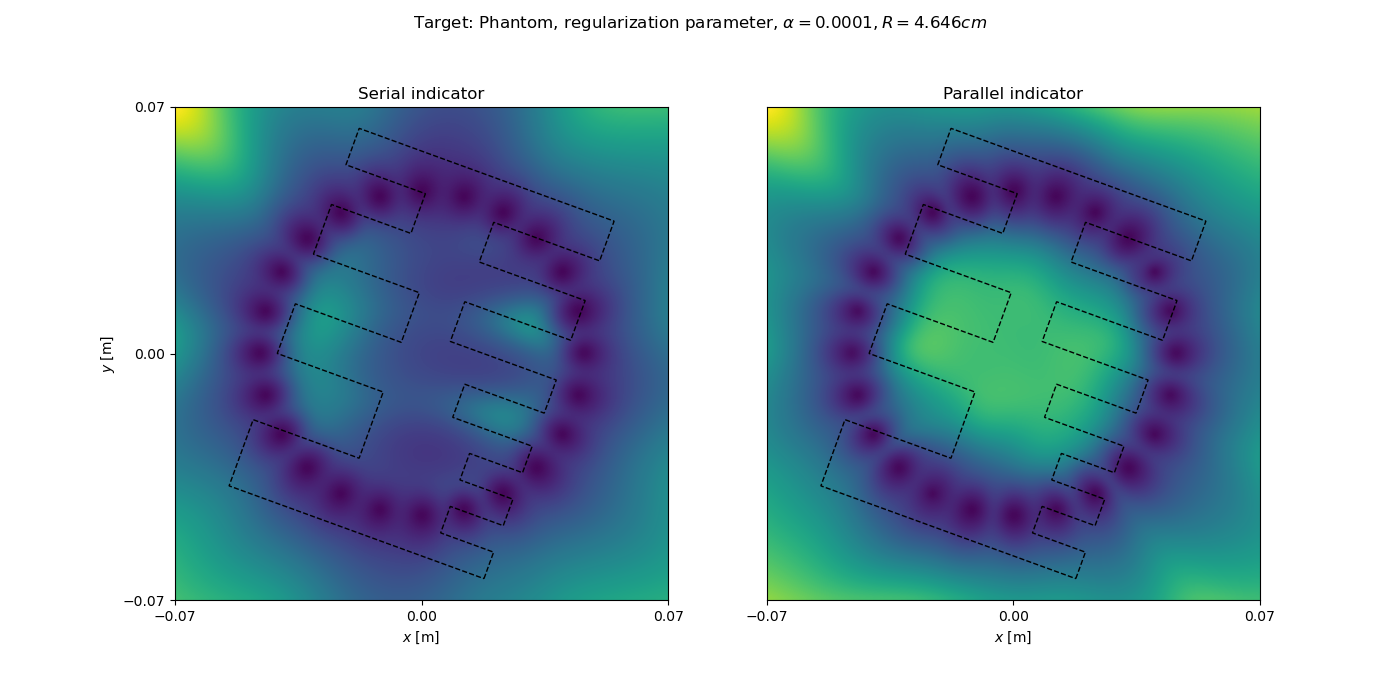 Target: Phantom, regularization parameter, α = 0.0001, R = 4.646cm
Serial indicator
Parallel indicator
0.07
0.00
−0.07
y [m]
−0.07
0.00
0.07
−0.07
0.00
0.07
x [m]
x [m]